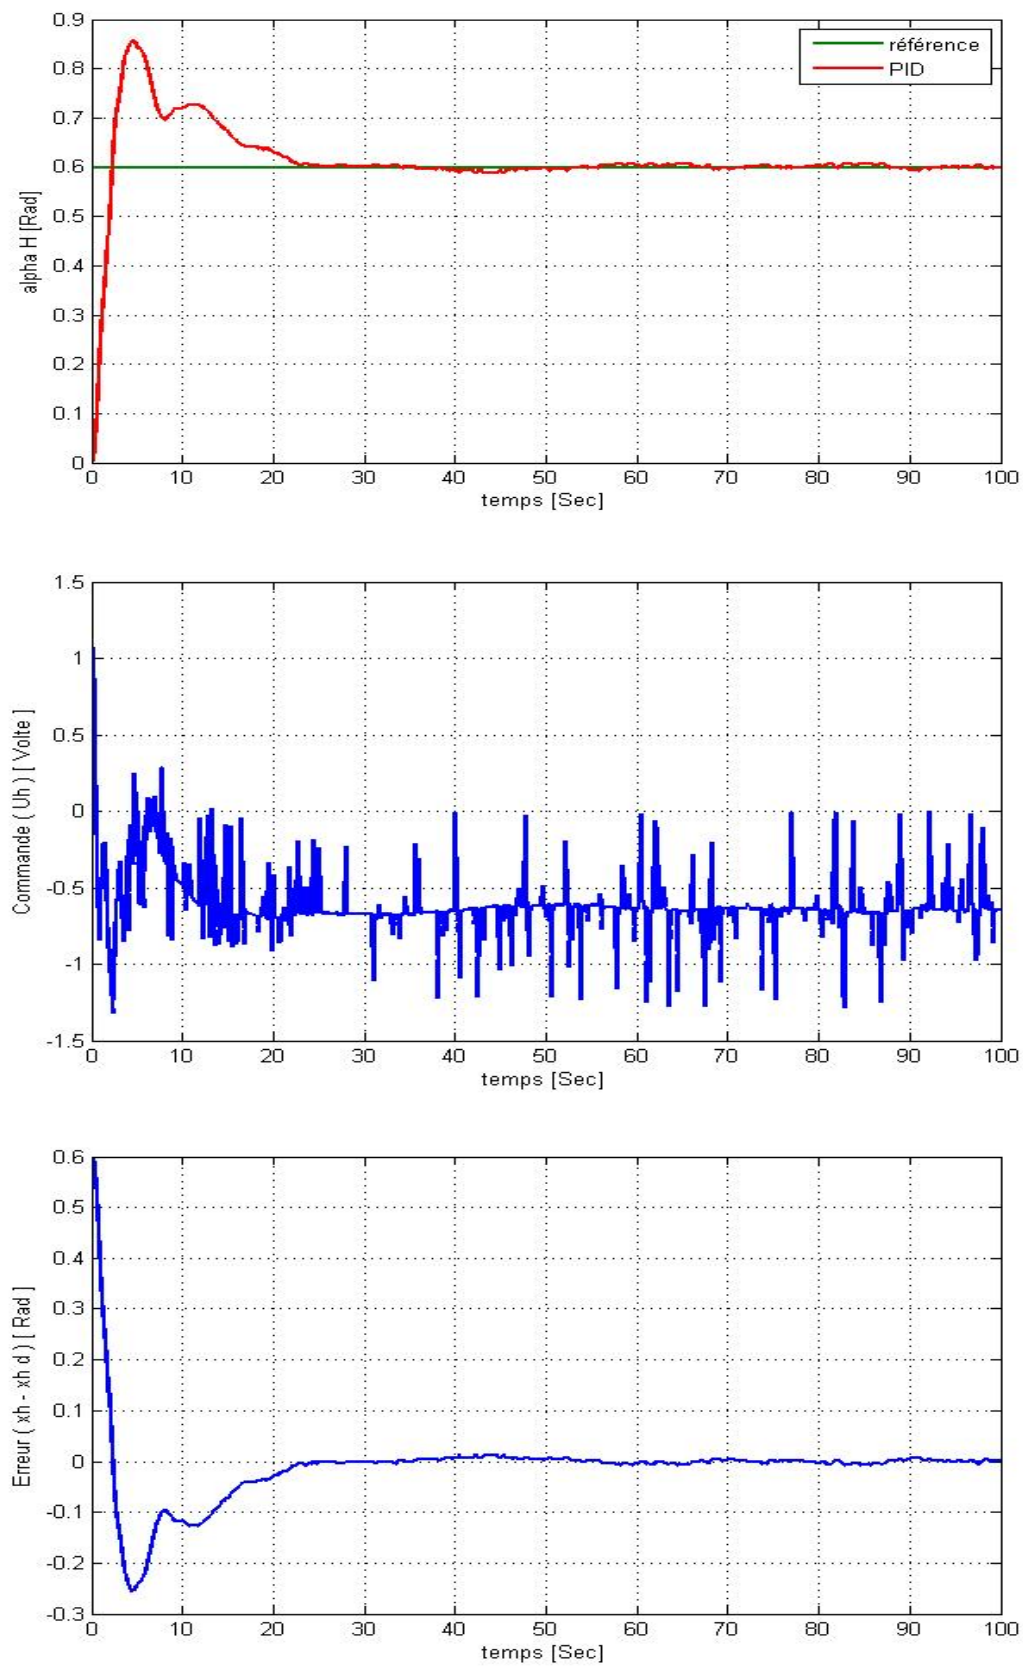 0.9
0.8
0.7
0.6
0.5
0.4
0.3
0.2
0.1
0
alpha H [Rad]
référence
PID
0 10 20 30 40 50 60 70 80 90 100
temps [Sec]
1.5
1
0.5
0
-0.5
-1
-1.5
Commande ( Uh ) [ Volte ]
0 10 20 30 40 50 60 70 80 90 100
temps [Sec]
0.6
0.5
0.4
0.3
0.2
0.1
0
-0.1
-0.2
-0.3
Erreur ( xh - xh d ) [ Rad ]
0 10 20 30 40 50 60 70 80 90 100
temps [Sec]